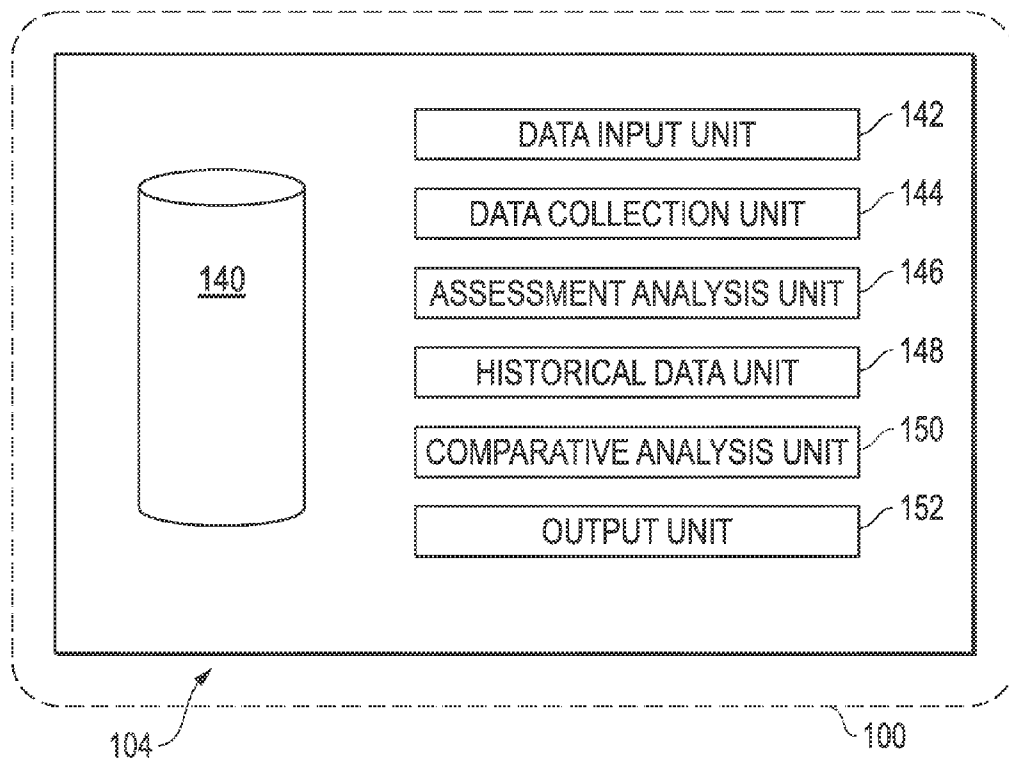 DATA INPUT UNIT
142
DATA COLLECTION UNIT
144
140
ASSESSMENT ANALYSIS UNIT
146
HISTORICAL DATA UNIT
148
COMPARATIVE ANALYSIS UNIT
150
OUTPUT UNIT
152
104
100